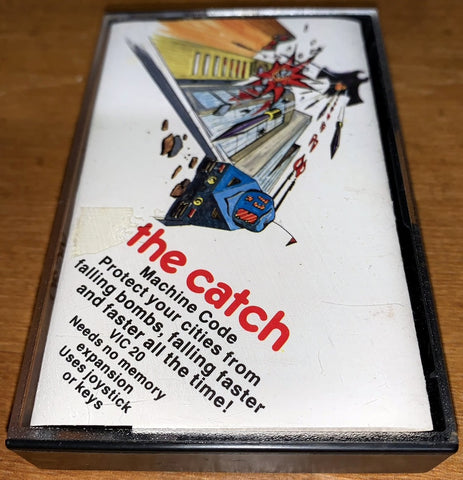 the catch
Machine Code
Protect your cities from
falling bombs, falling faster
and faster all the time!
VIC 20
Needs no memory
expansion
Uses joystick
or keys